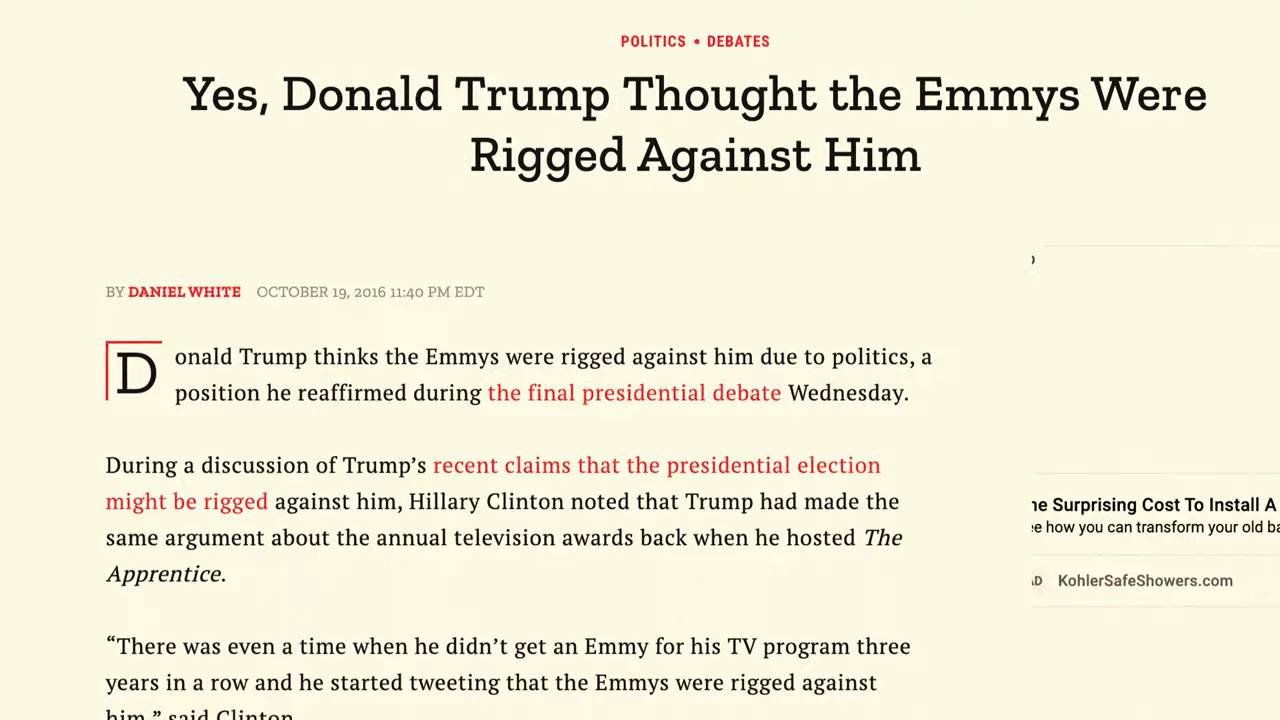 POLITICS • DEBATES
Yes, Donald Trump Thought the Emmys Were
Rigged Against Him
BY DANIEL WHITE OCTOBER 19, 2016 11:40 PM EDT
Donald Trump thinks the Emmys were rigged against him due to politics, a
position he reaffirmed during the final presidential debate Wednesday.
During a discussion of Trump’s recent claims that the presidential election
might be rigged against him, Hillary Clinton noted that Trump had made the
same argument about the annual television awards back when he hosted The
Apprentice.
“There was even a time when he didn’t get an Emmy for his TV program three
years in a row and he started tweeting that the Emmys were rigged against
him,” said Clinton
Surprising Cost To Install A
how you can transform your old
KohlerSafeShowers.com